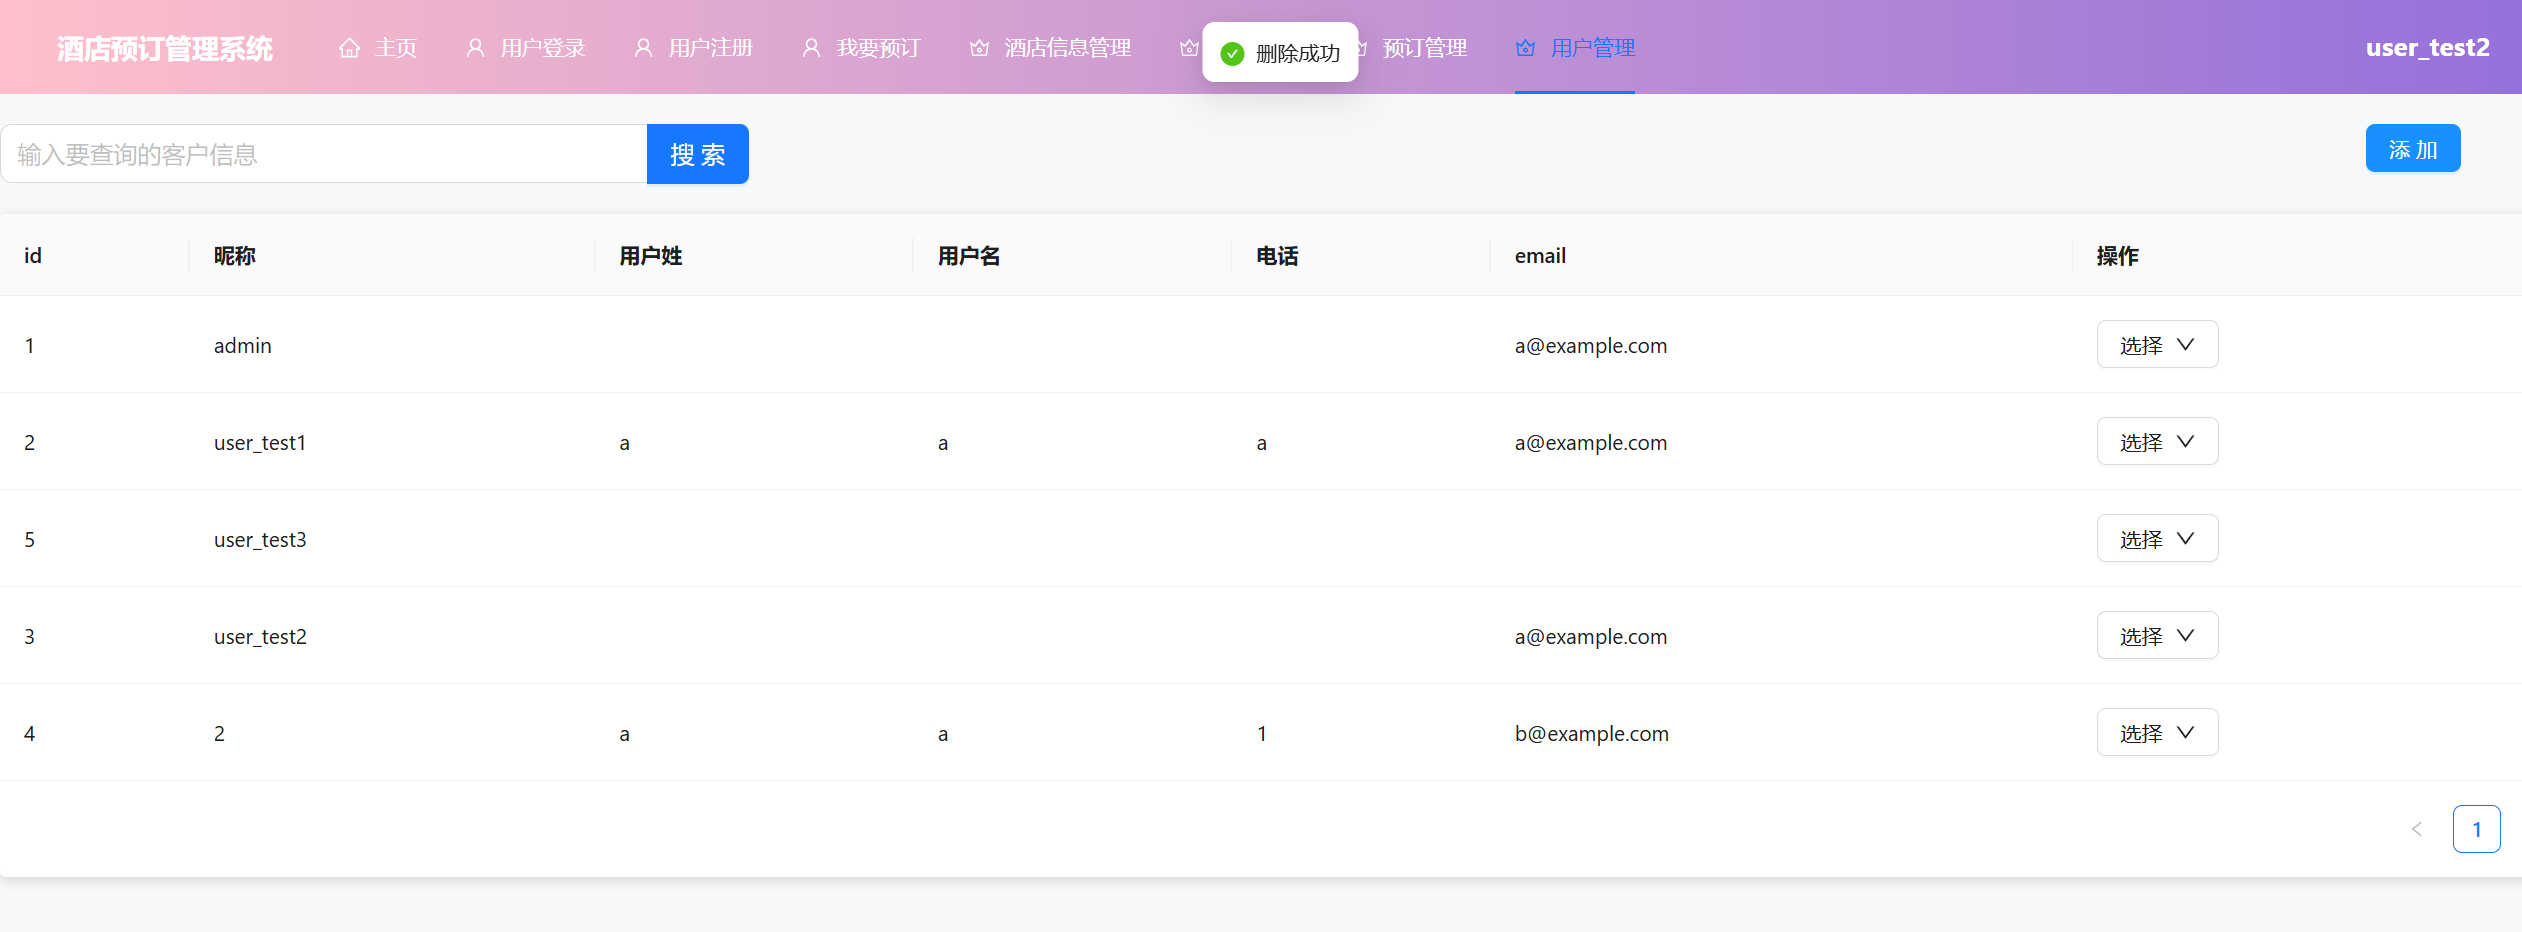 酒店预订管理系统 主页 用户登录 用户注册 我要预订 酒店信息管理 预订管理 用户管理 user_test2
删除成功
输入要查询的客户信息 搜 索 添 加
id 昵称 用户姓 用户名 电话 email 操作
1 admin a@example.com 选择
2 user_test1 a a a a@example.com 选择
5 user_test3 选择
3 user_test2 a@example.com 选择
4 2 a a 1 b@example.com 选择
1